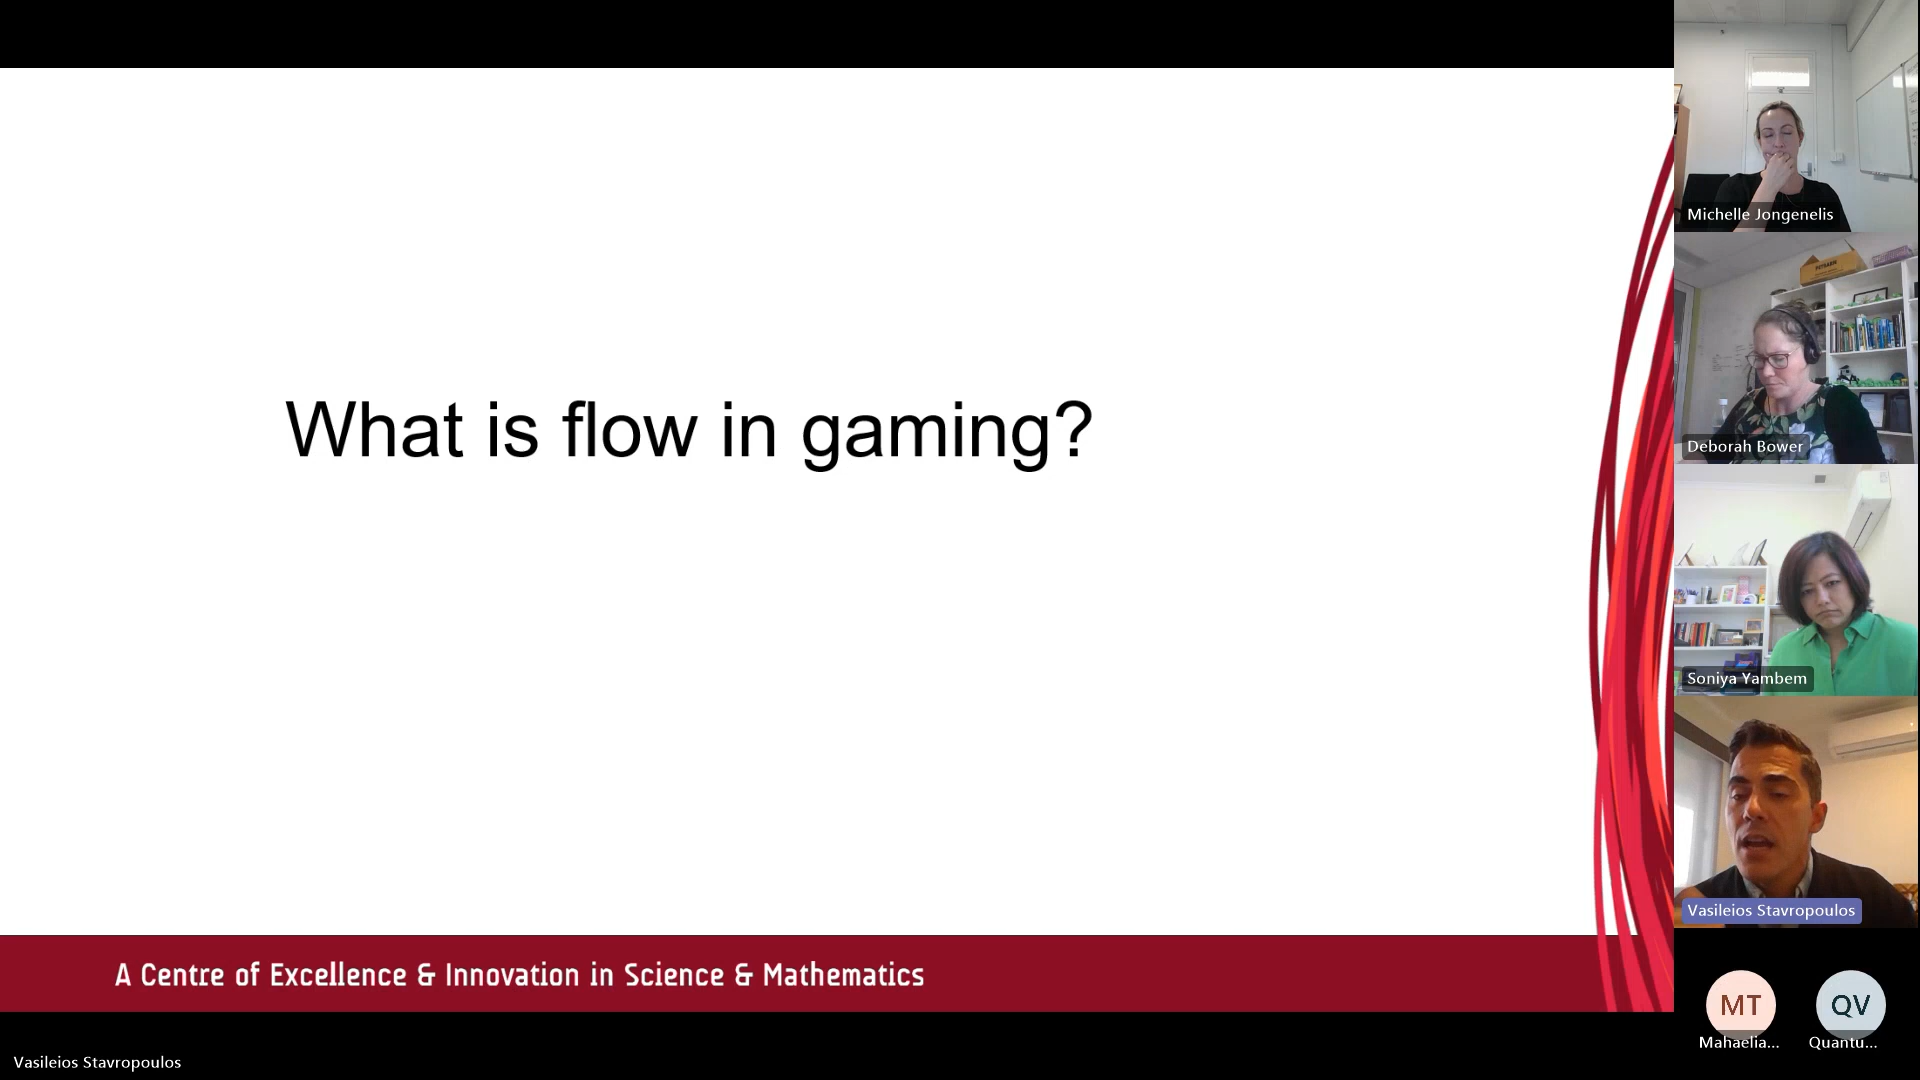 What is flow in gaming?
A Centre of Excellence & Innovation in Science & Mathematics
Vasileios Stavropoulos
Michelle Jongenelis
Deborah Bower
Soniya Yambem
Vasileios Stavropoulos
MT
QV
Mahaelia...
Quantu...